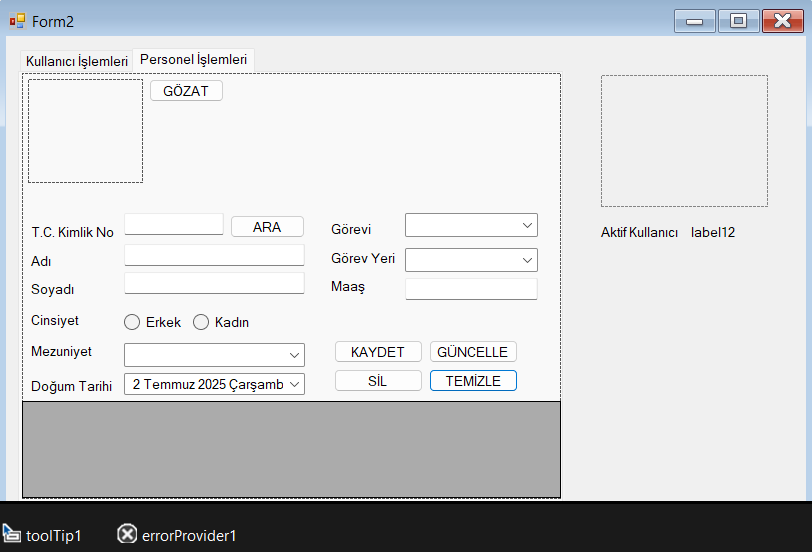 Form2
Kullanıcı İşlemleri
Personel İşlemleri
GÖZAT
T.C. Kimlik No
ARA
Görevi
Aktif Kullanıcı label12
Adı
Görev Yeri
Soyadı
Maaş
Cinsiyet
Erkek
Kadın
Mezuniyet
KAYDET
GÜNCELLE
Doğum Tarihi
2 Temmuz 2025 Çarşamb
SİL
TEMİZLE
toolTip1
errorProvider1